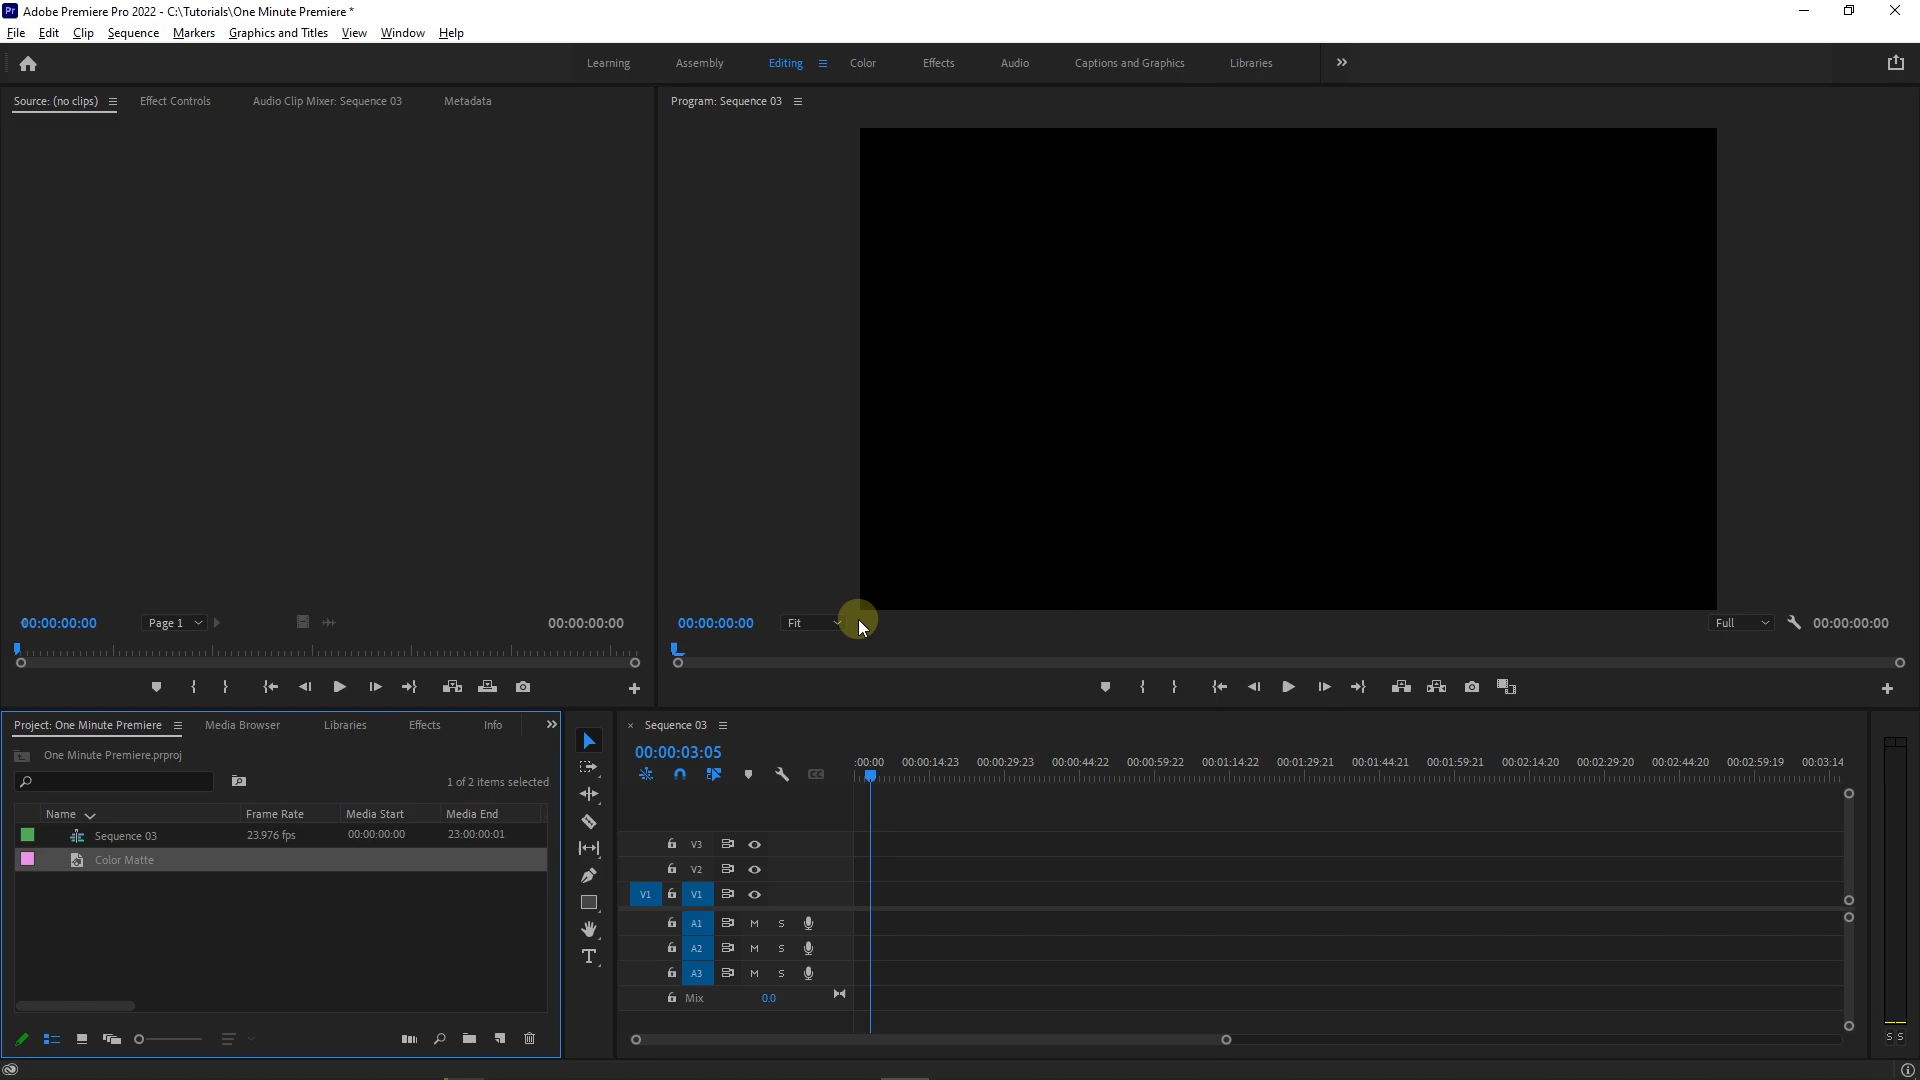 Pr Adobe Premiere Pro 2022 - C:\Tutorials\One Minute Premiere *
File Edit Clip Sequence Markers Graphics and Titles View Window Help
Learning Assembly Editing Color Effects Audio Captions and Graphics Libraries
Source: (no clips) Effect Controls Audio Clip Mixer: Sequence 03 Metadata
Program: Sequence 03
00:00:00:00 Page 1 00:00:00:00
00:00:00:00 Fit Full 00:00:00:00
Project: One Minute Premiere Media Browser Libraries Effects Info
One Minute Premiere.prproj
1 of 2 items selected
Name Frame Rate Media Start Media End
Sequence 03 23.976 fps 00:00:00:00 23:00:00:01
Color Matte
Sequence 03
00:00:03:05
:00:00 00:00:14:23 00:00:29:23 00:00:44:22 00:00:59:22 00:01:14:22 00:01:29:21 00:01:44:21 00:01:59:21 00:02:14:20 00:02:29:20 00:02:44:20 00:02:59:19 00:03:14
V3
V2
V1 V1
A1 M S
A2 M S
A3 M S
Mix 0.0
S S